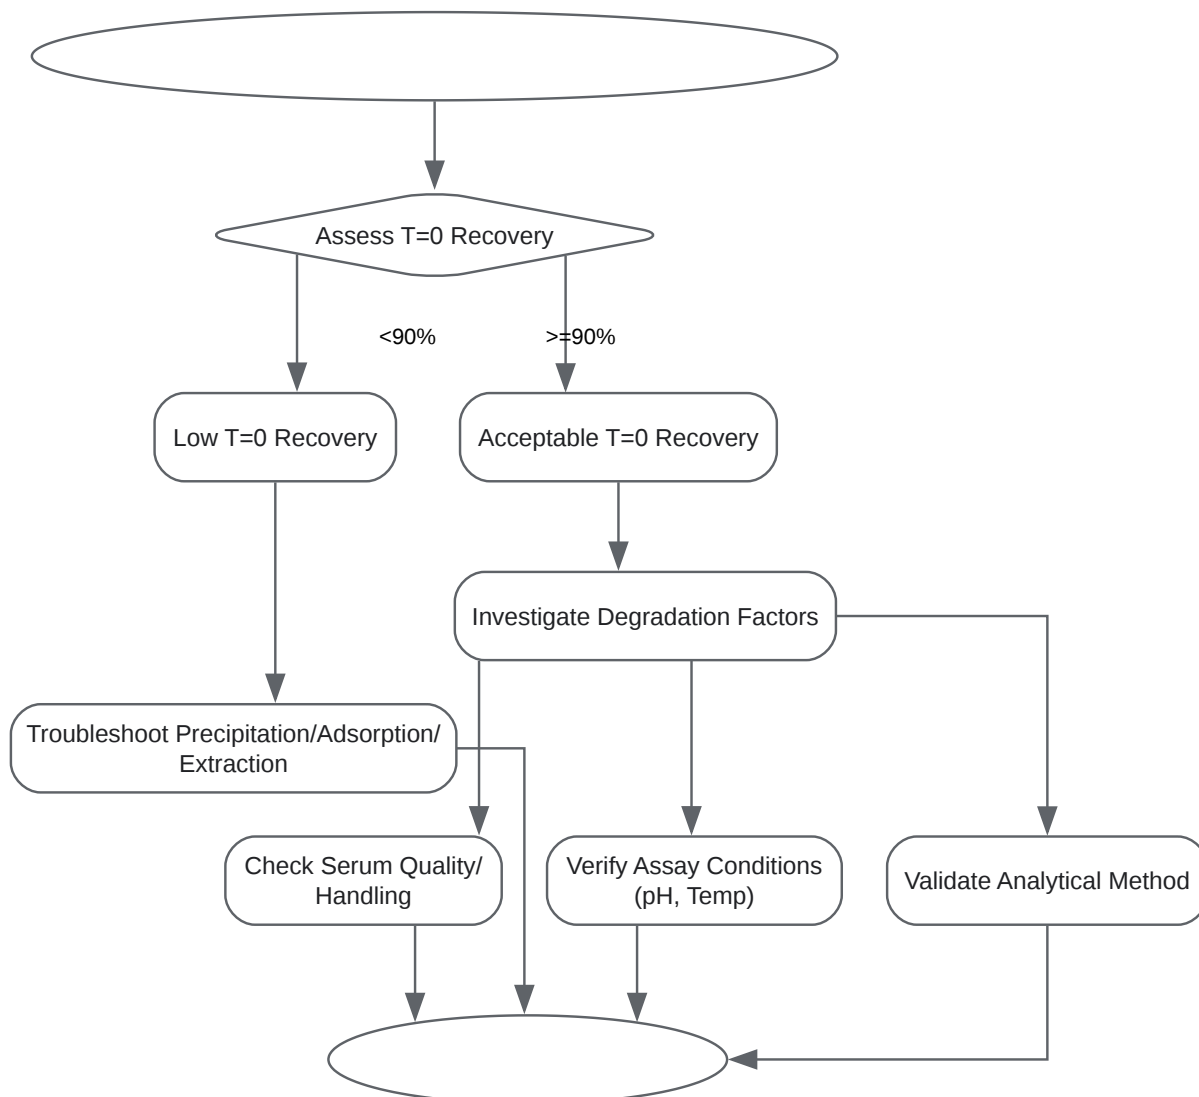 Assess T=0 Recovery
<90%
>=90%
Low T=0 Recovery
Acceptable T=0 Recovery
Investigate Degradation Factors
Troubleshoot Precipitation/Adsorption/
Extraction
Check Serum Quality/
Handling
Verify Assay Conditions
(pH, Temp)
Validate Analytical Method